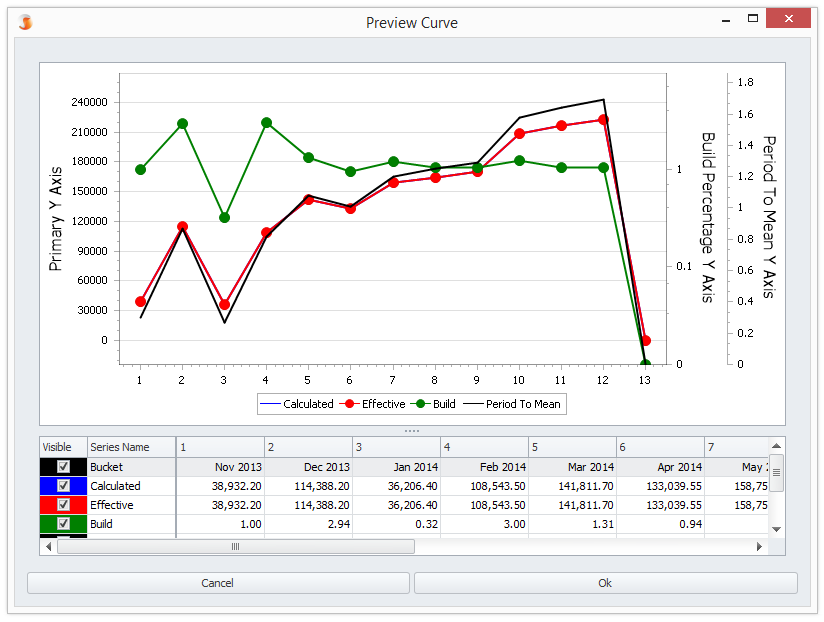 Preview Curve
240000
210000
180000
150000
120000
90000
60000
30000
0
Primary Y Axis
1
0.1
0
Build Percentage Y Axis
1.8
1.6
1.4
1.2
1
0.8
0.6
0.4
0.2
0
Period To Mean Y Axis
1 2 3 4 5 6 7 8 9 10 11 12 13
Calculated Effective Build Period To Mean
Visible Series Name 1 2 3 4 5 6 7
Bucket Nov 2013 Dec 2013 Jan 2014 Feb 2014 Mar 2014 Apr 2014 May 2
Calculated 38,932.20 114,388.20 36,206.40 108,543.50 141,811.70 133,039.55 158,75
Effective 38,932.20 114,388.20 36,206.40 108,543.50 141,811.70 133,039.55 158,75
Build 1.00 2.94 0.32 3.00 1.31 0.94
Cancel Ok